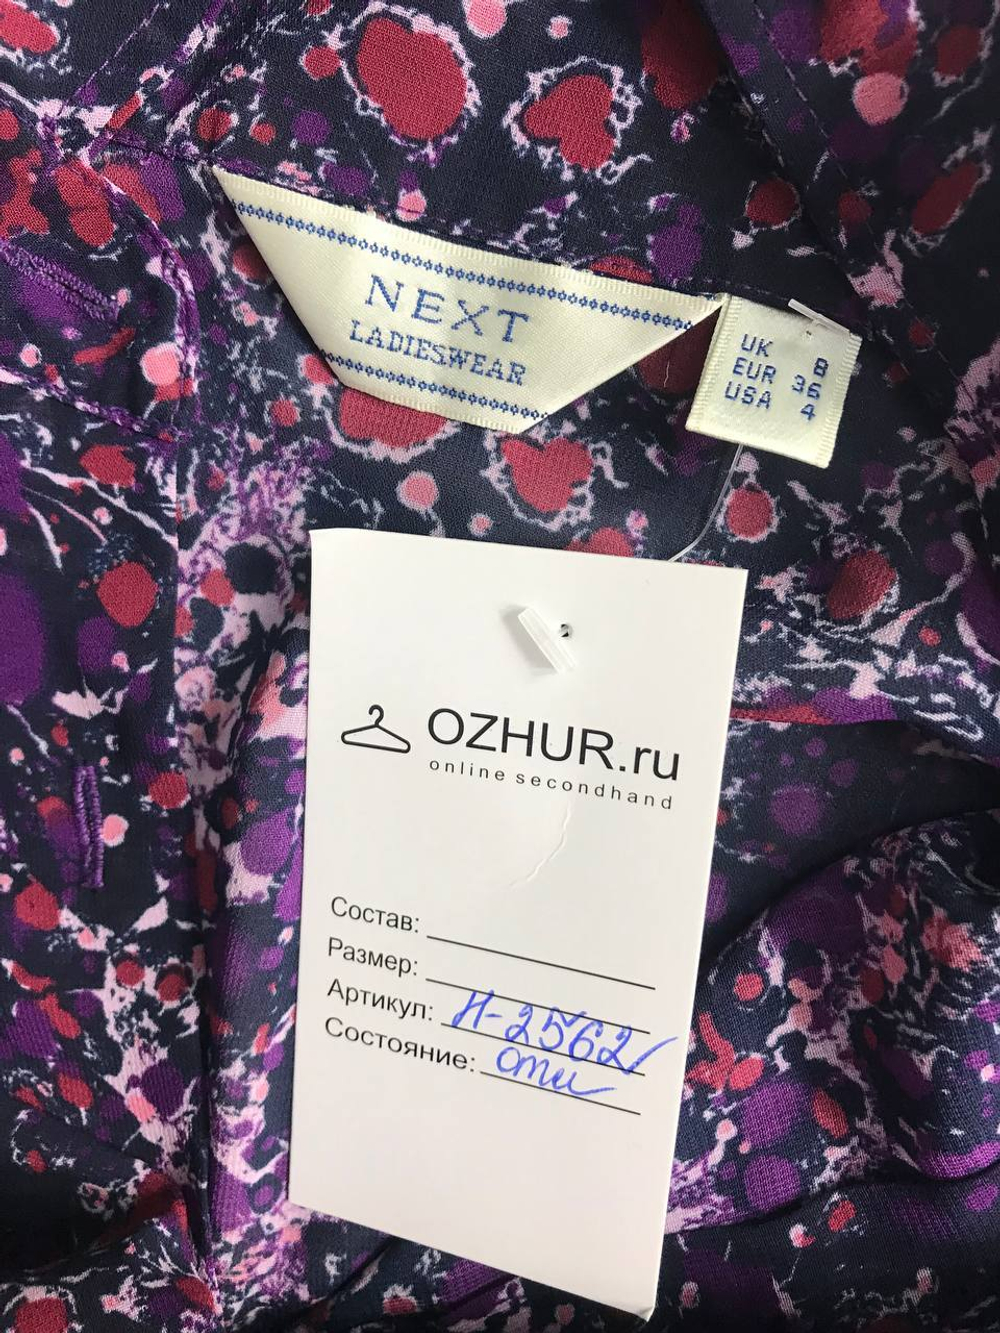 NEXT
LADIESWEAR
UK 8
EUR 36
USA 4
OZHUR.ru
online secondhand
Состав:
Размер:
Артикул: Н-2562
Состояние: отл